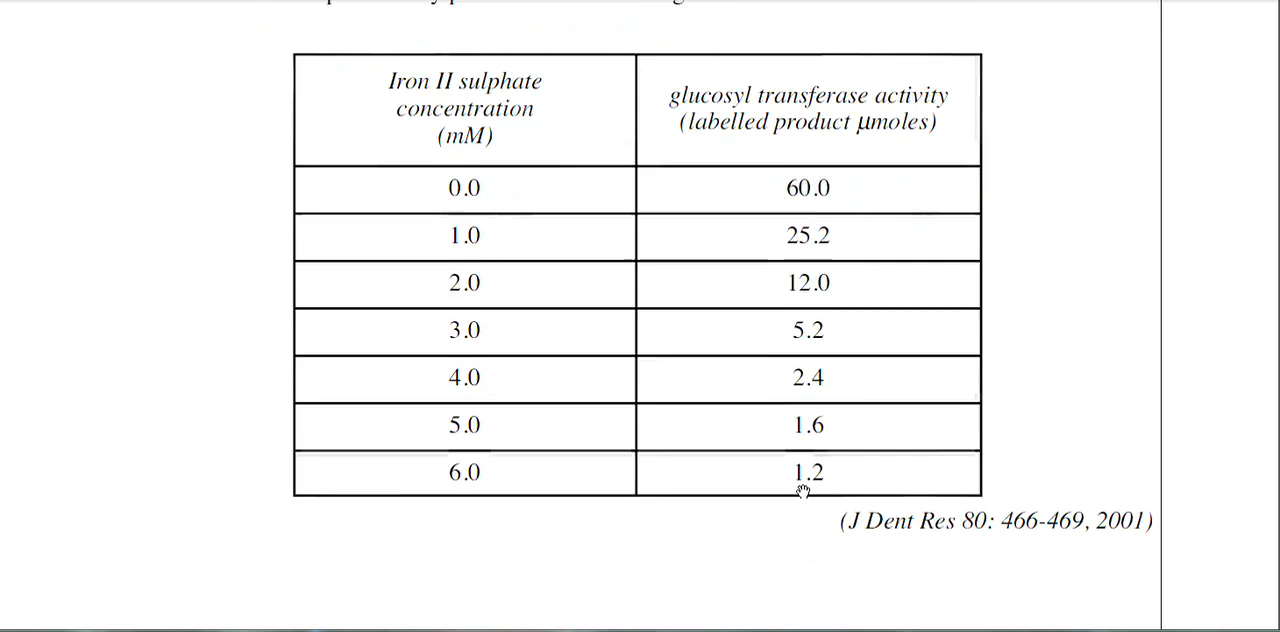 Iron II sulphate
concentration
(mM)
glucosyl transferase activity
(labelled product μmoles)
0.0 60.0
1.0 25.2
2.0 12.0
3.0 5.2
4.0 2.4
5.0 1.6
6.0 1.2
(J Dent Res 80: 466-469, 2001)